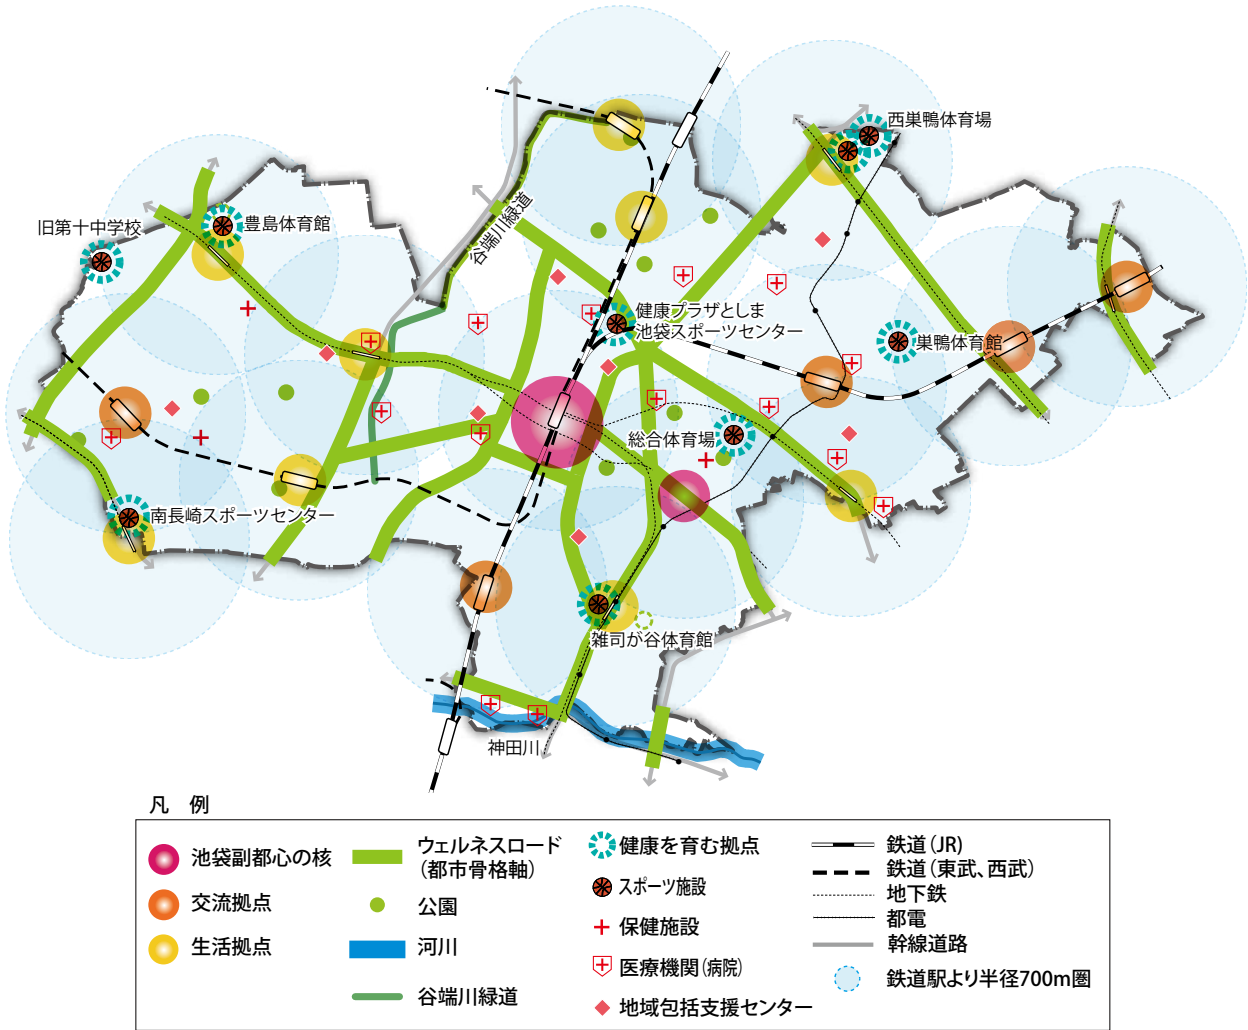 西巣鴨体育場
旧第十中学校
豊島体育館
谷端川緑道
健康プラザとしま
池袋スポーツセンター
巣鴨体育館
総合体育場
南長崎スポーツセンター
雑司が谷体育館
神田川
凡 例
池袋副都心の核
交流拠点
生活拠点
ウェルネスロード
(都市骨格軸)
公園
河川
谷端川緑道
健康を育む拠点
スポーツ施設
保健施設
医療機関(病院)
地域包括支援センター
鉄道(JR)
鉄道(東武、西武)
地下鉄
都電
幹線道路
鉄道駅より半径700m圏